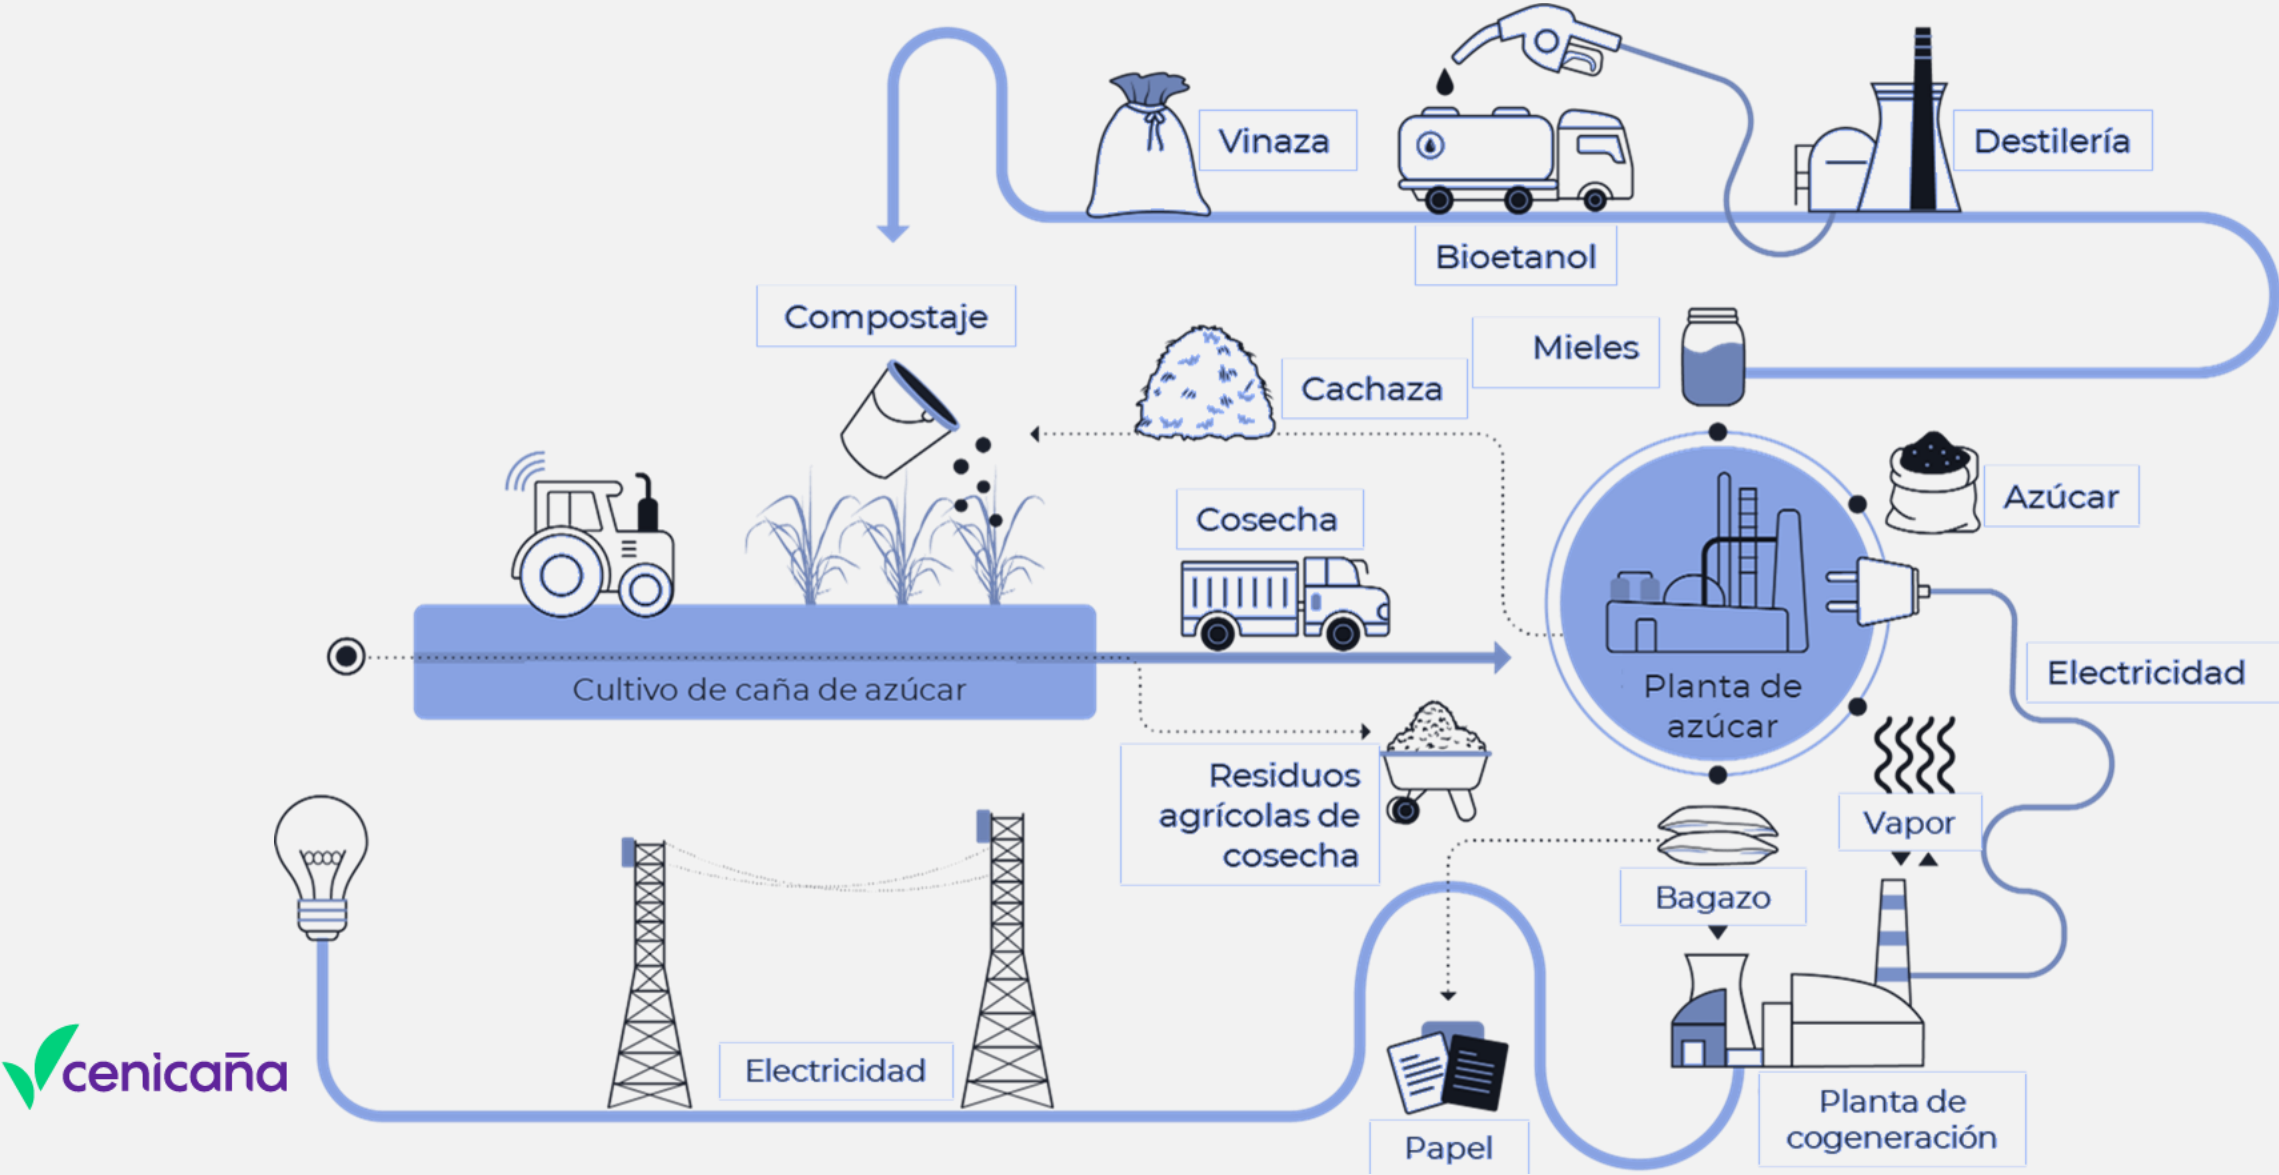 Vinaza
Destilería
Bioetanol
Compostaje
Mieles
Cachaza
Azúcar
Cosecha
Electricidad
Cultivo de caña de azúcar
Planta de
azúcar
Residuos
agrícolas de
cosecha
Vapor
Bagazo
cenicaña
Electricidad
Papel
Planta de
cogeneración